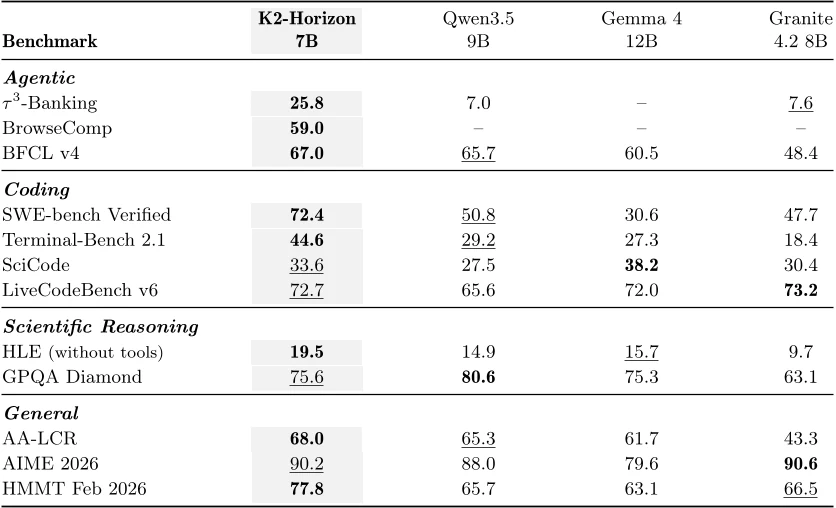 K2-Horizon Qwen3.5 Gemma 4 Granite
Benchmark 7B 9B 12B 4.2 8B
Agentic
τ³-Banking 25.8 7.0 – 7.6
BrowseComp 59.0 – – –
BFCL v4 67.0 65.7 60.5 48.4
Coding
SWE-bench Verified 72.4 50.8 30.6 47.7
Terminal-Bench 2.1 44.6 29.2 27.3 18.4
SciCode 33.6 27.5 38.2 30.4
LiveCodeBench v6 72.7 65.6 72.0 73.2
Scientific Reasoning
HLE (without tools) 19.5 14.9 15.7 9.7
GPQA Diamond 75.6 80.6 75.3 63.1
General
AA-LCR 68.0 65.3 61.7 43.3
AIME 2026 90.2 88.0 79.6 90.6
HMMT Feb 2026 77.8 65.7 63.1 66.5